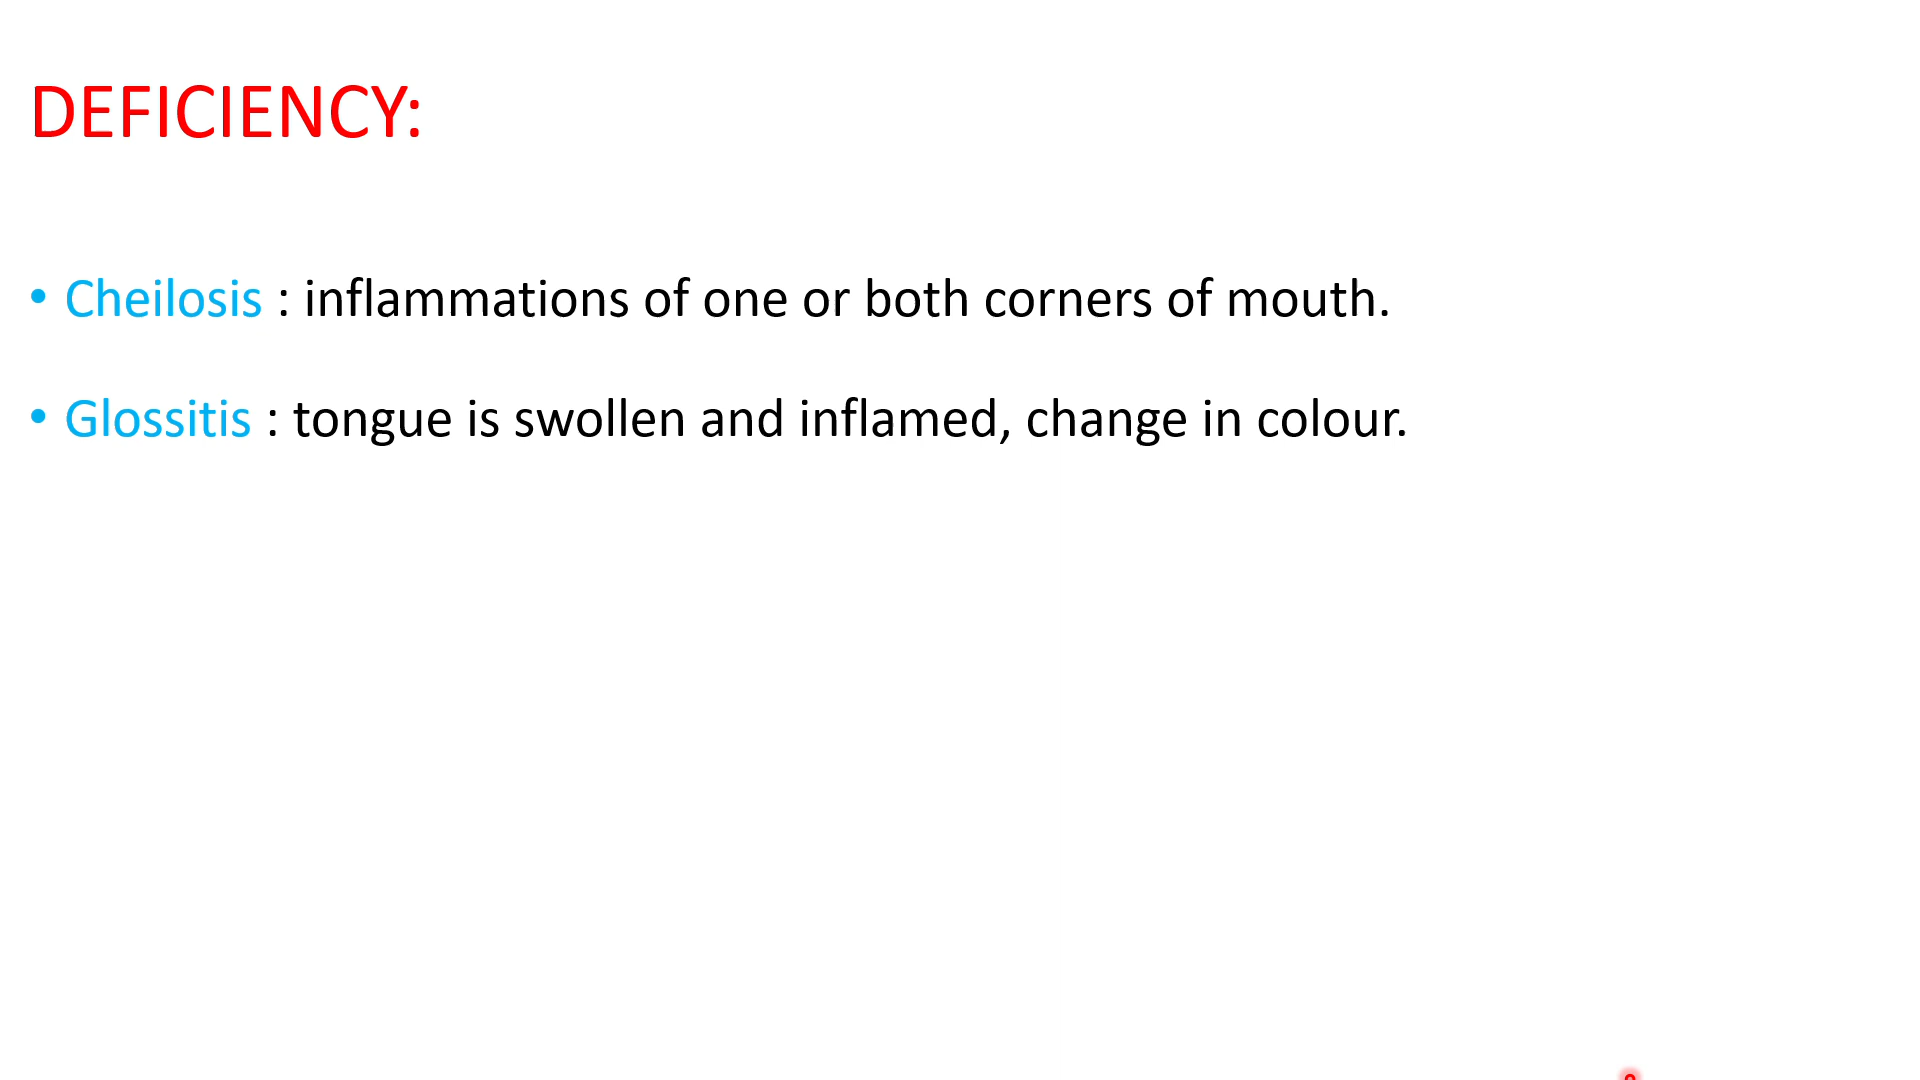 DEFICIENCY:
• Cheilosis : inflammations of one or both corners of mouth.
• Glossitis : tongue is swollen and inflamed, change in colour.